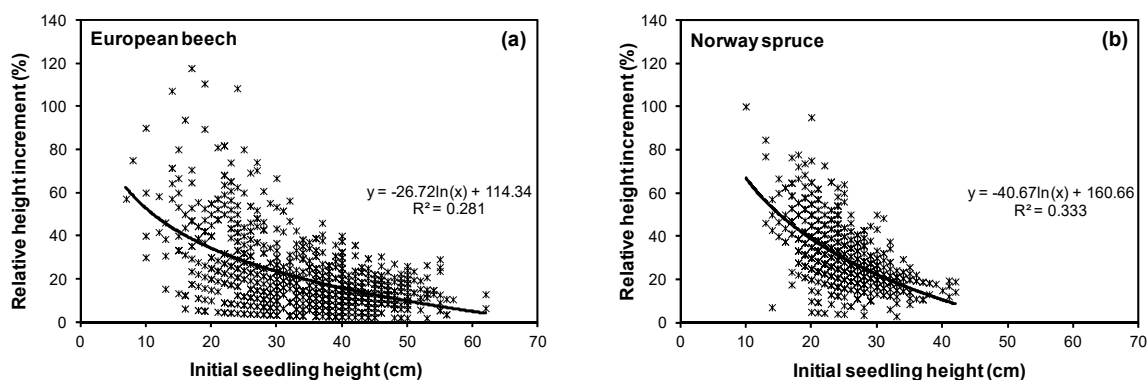 European beech
(a)
Relative height increment (%)
140
120
100
80
60
40
20
0
y = -26.72ln(x) + 114.34
R² = 0.281
0 10 20 30 40 50 60 70
Initial seedling height (cm)
Norway spruce
(b)
Relative height increment (%)
140
120
100
80
60
40
20
0
y = -40.67ln(x) + 160.66
R² = 0.333
0 10 20 30 40 50 60 70
Initial seedling height (cm)